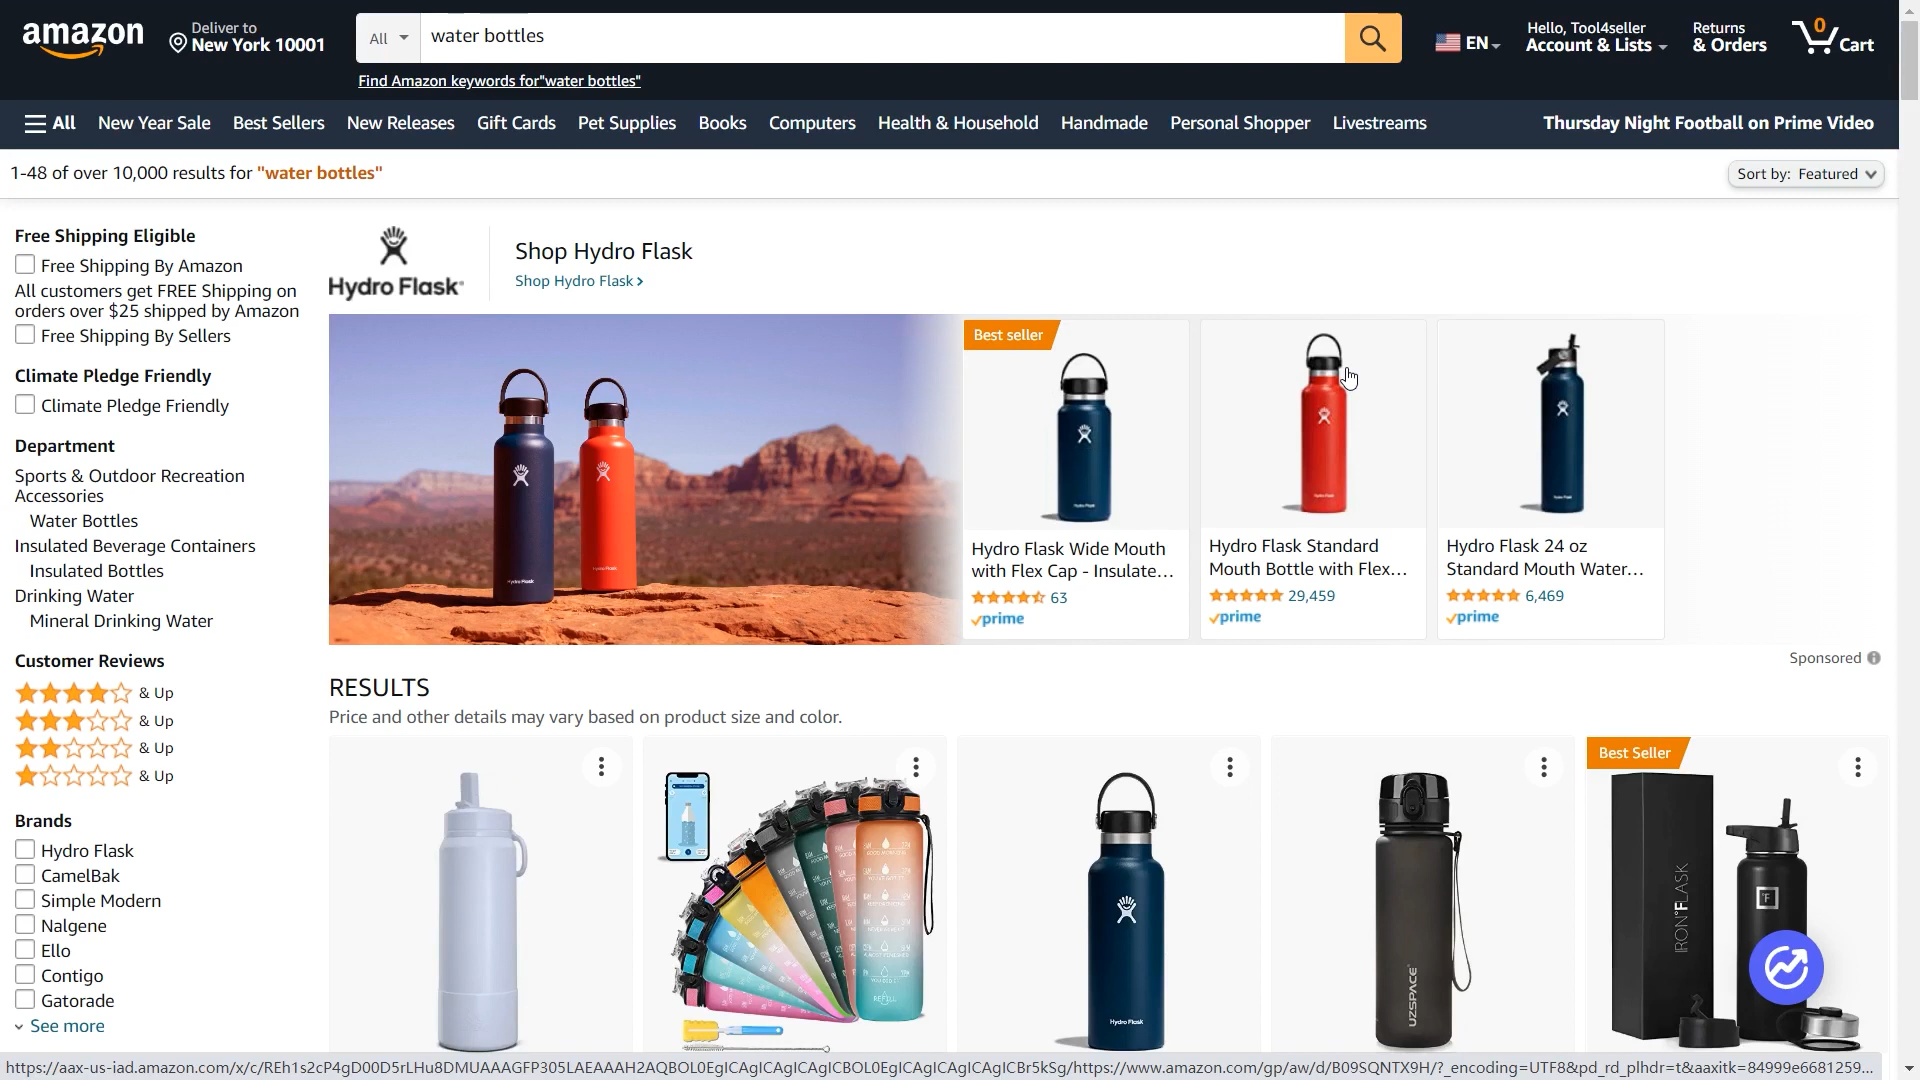 amazon
Deliver to
New York 10001
All
water bottles
EN
Hello, Tool4seller
Account & Lists
Returns
& Orders
0
Cart
Find Amazon keywords for"water bottles"
All
New Year Sale
Best Sellers
New Releases
Gift Cards
Pet Supplies
Books
Computers
Health & Household
Handmade
Personal Shopper
Livestreams
Thursday Night Football on Prime Video
1-48 of over 10,000 results for "water bottles"
Sort by: Featured
Free Shipping Eligible
Free Shipping By Amazon
All customers get FREE Shipping on
orders over $25 shipped by Amazon
Free Shipping By Sellers
Climate Pledge Friendly
Climate Pledge Friendly
Department
Sports & Outdoor Recreation
Accessories
Water Bottles
Insulated Beverage Containers
Insulated Bottles
Drinking Water
Mineral Drinking Water
Customer Reviews
& Up
& Up
& Up
& Up
Brands
Hydro Flask
CamelBak
Simple Modern
Nalgene
Ello
Contigo
Gatorade
See more
Hydro Flask
Shop Hydro Flask
Shop Hydro Flask ›
Best seller
Hydro Flask Wide Mouth
with Flex Cap - Insulate...
63
prime
Hydro Flask Standard
Mouth Bottle with Flex...
29,459
prime
Hydro Flask 24 oz
Standard Mouth Water...
6,469
prime
Sponsored
RESULTS
Price and other details may vary based on product size and color.
REFILL
Hydro Flask
UZSPACE
Best Seller
IRON °FLASK
°F
https://aax-us-iad.amazon.com/x/c/REh1s2cP4gD00D5rLHu8DMUAAAGFP305LAEAAAH2AQBOL0EgICAgICAgICAgICBOL0EgICAgICAgICAgICBr5kSg/https://www.amazon.com/gp/aw/d/B09SQNTX9H/?_encoding=UTF8&pd_rd_plhdr=t&aaxitk=84999e6681259...